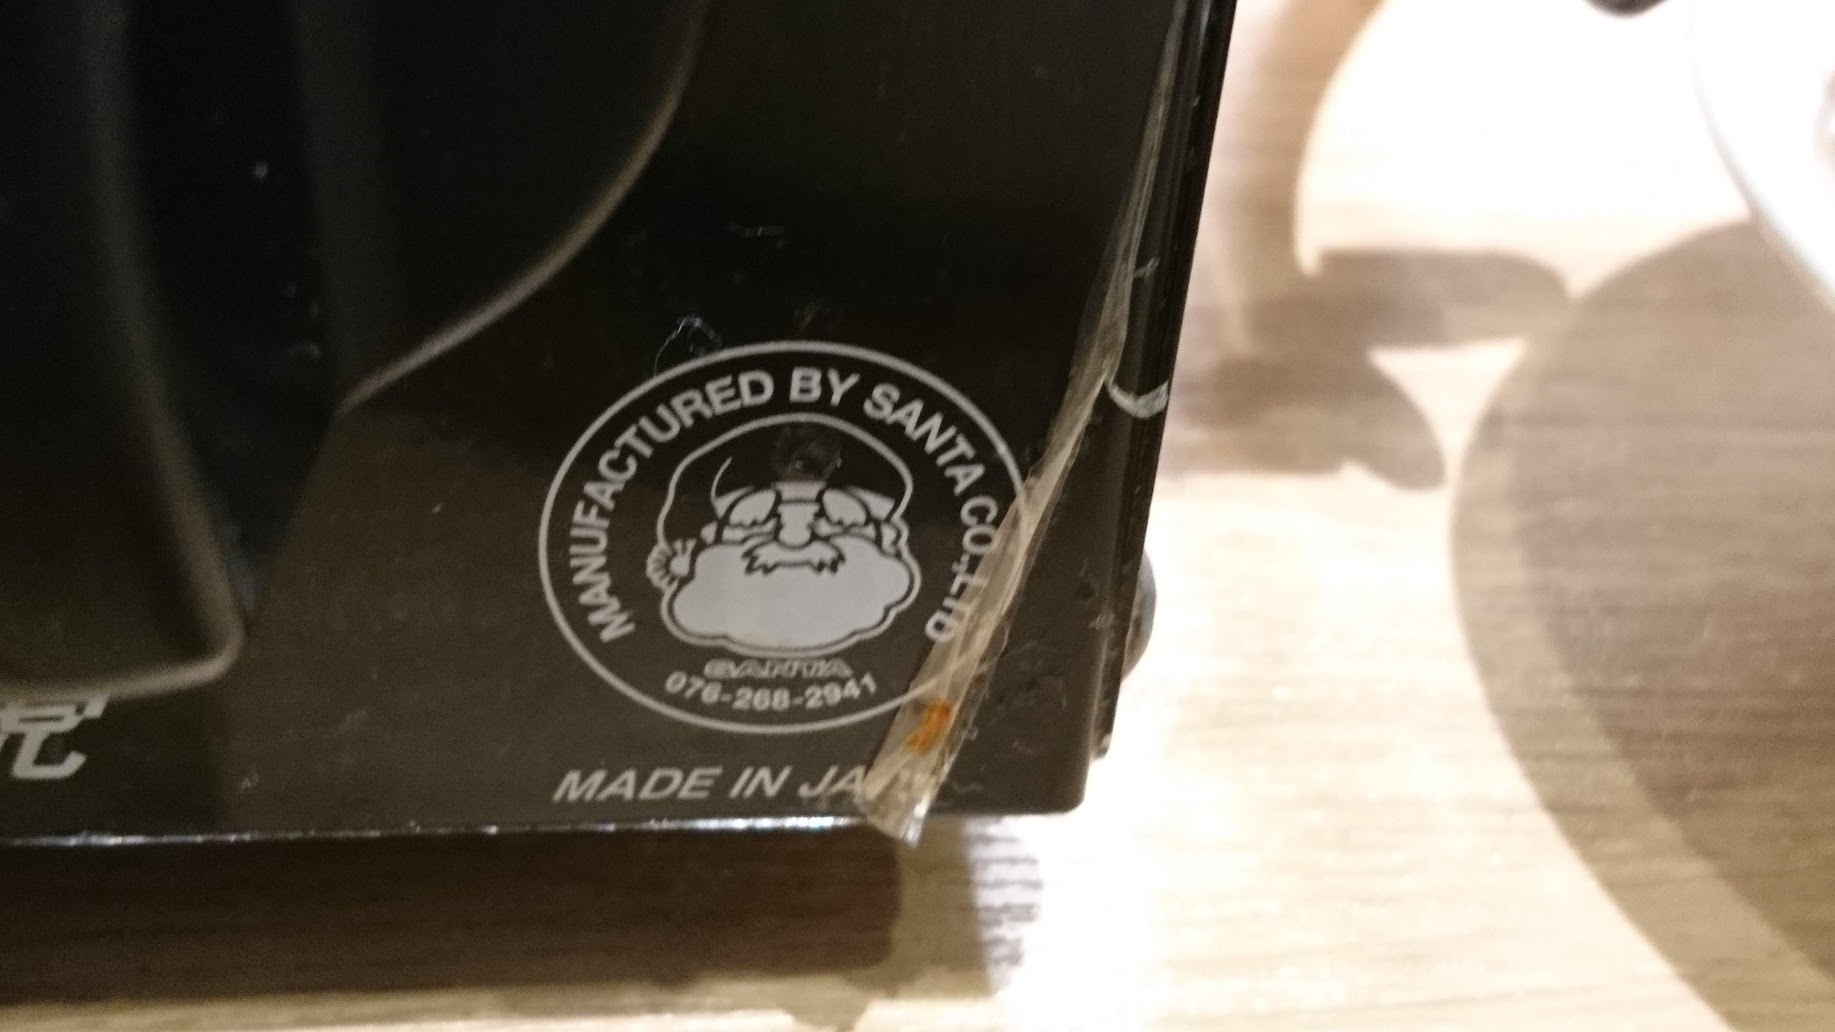 MANUFACTURED BY SANTA CO.,LTD
SANTA
076-268-2941
MADE IN JA